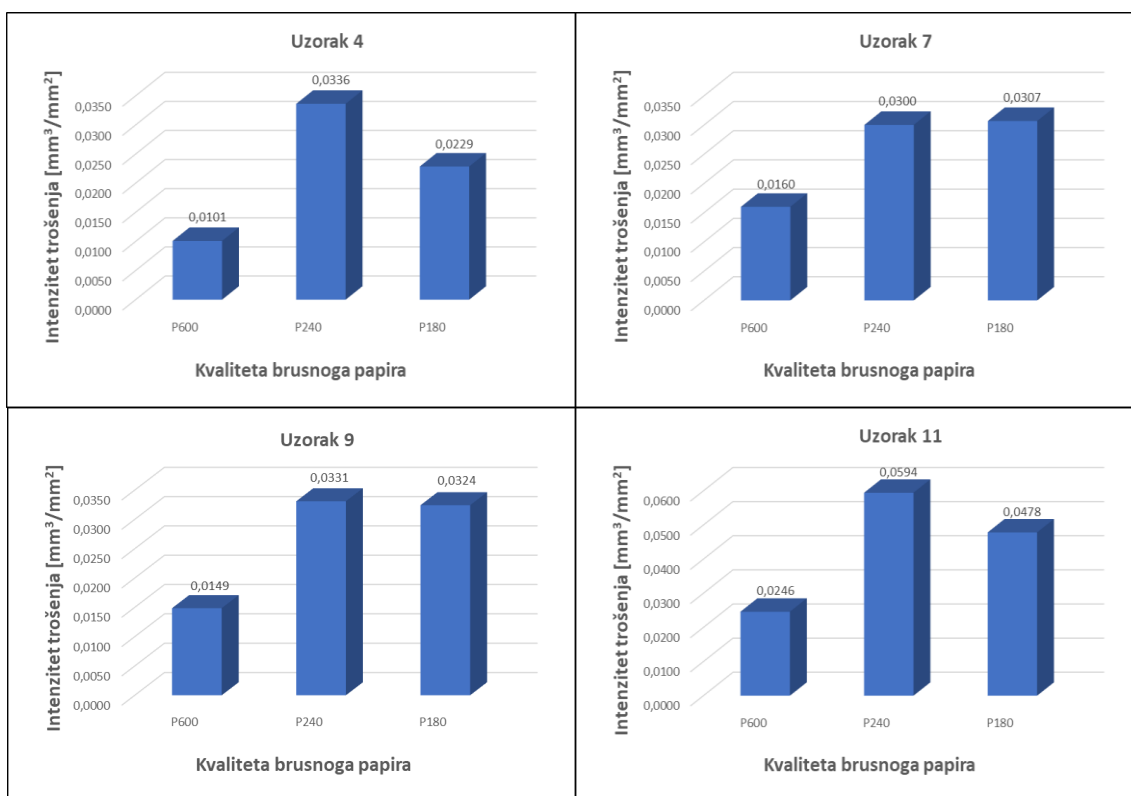 Uzorak 4
Intenzitet trošenja [mm³/mm²]
0,0350
0,0300
0,0250
0,0200
0,0150
0,0100
0,0050
0,0000
0,0101
0,0336
0,0229
P600 P240 P180
Kvaliteta brusnoga papira
Uzorak 7
Intenzitet trošenja [mm³/mm²]
0,0350
0,0300
0,0250
0,0200
0,0150
0,0100
0,0050
0,0000
0,0160
0,0300
0,0307
P600 P240 P180
Kvaliteta brusnoga papira
Uzorak 9
Intenzitet trošenja [mm³/mm²]
0,0350
0,0300
0,0250
0,0200
0,0150
0,0100
0,0050
0,0000
0,0149
0,0331
0,0324
P600 P240 P180
Kvaliteta brusnoga papira
Uzorak 11
Intenzitet trošenja [mm³/mm²]
0,0600
0,0500
0,0400
0,0300
0,0200
0,0100
0,0000
0,0246
0,0594
0,0478
P600 P240 P180
Kvaliteta brusnoga papira